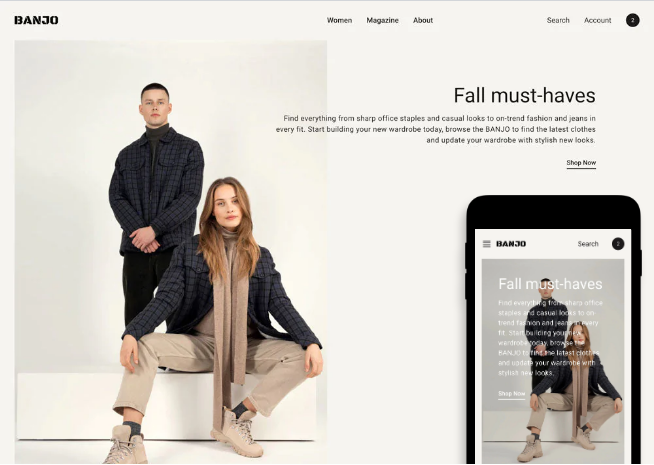 BANJO
Women Magazine About
Search Account 2
Fall must-haves
Find everything from sharp office staples and casual looks to on-trend fashion and jeans in
every fit. Start building your new wardrobe today, browse the BANJO to find the latest clothes
and update your wardrobe with stylish new looks.
Shop Now
BANJO Search
Fall must-haves
Find everything from sharp office
staples and casual looks to on-
trend fashion and jeans in every
fit. Start building your new
wardrobe today, browse the
BANJO to find the latest clothes
and update your wardrobe with
stylish new looks.
Shop Now